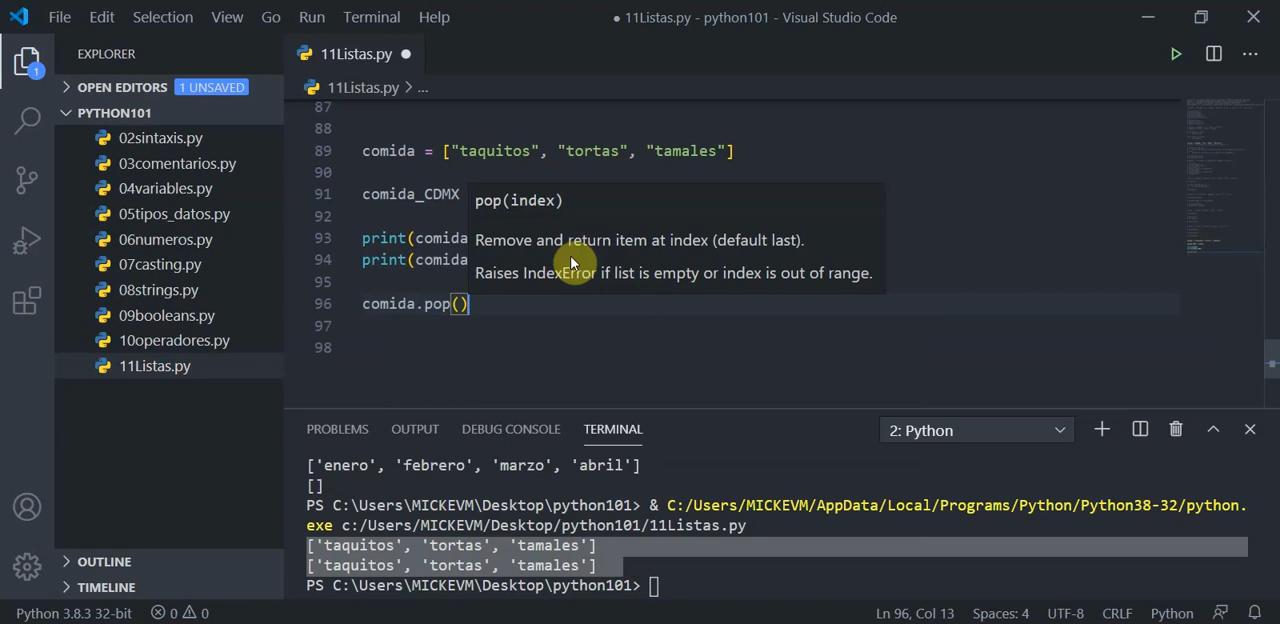 File Edit Selection View Go Run Terminal Help ● 11Listas.py - python101 - Visual Studio Code
1
EXPLORER
OPEN EDITORS 1 UNSAVED
PYTHON101
02sintaxis.py
03comentarios.py
04variables.py
05tipos_datos.py
06numeros.py
07casting.py
08strings.py
09booleans.py
10operadores.py
11Listas.py
OUTLINE
TIMELINE
11Listas.py ●
11Listas.py > ...
87
88
89 comida = ["taquitos", "tortas", "tamales"]
90
91 comida_CDMX
92
93 print(comida
94 print(comida
95
96 comida.pop()
97
98
pop(index)
Remove and return item at index (default last).
Raises IndexError if list is empty or index is out of range.
PROBLEMS OUTPUT DEBUG CONSOLE TERMINAL 2: Python
['enero', 'febrero', 'marzo', 'abril']
[]
PS C:\Users\MICKEVM\Desktop\python101> & C:/Users/MICKEVM/AppData/Local/Programs/Python/Python38-32/python.
exe c:/Users/MICKEVM/Desktop/python101/11Listas.py
['taquitos', 'tortas', 'tamales']
['taquitos', 'tortas', 'tamales']
PS C:\Users\MICKEVM\Desktop\python101>
Python 3.8.3 32-bit 0 0 Ln 96, Col 13 Spaces: 4 UTF-8 CRLF Python